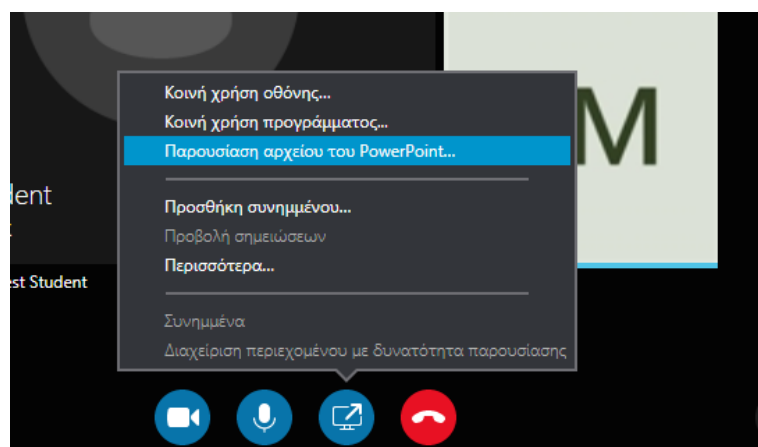 Κοινή χρήση οθόνης...
Κοινή χρήση προγράμματος...
Παρουσίαση αρχείου του PowerPoint...
Προσθήκη συνημμένου...
Προβολή σημειώσεων
Περισσότερα...
Συνημμένα
Διαχείριση περιεχομένου με δυνατότητα παρουσίασης
M
dent
est Student